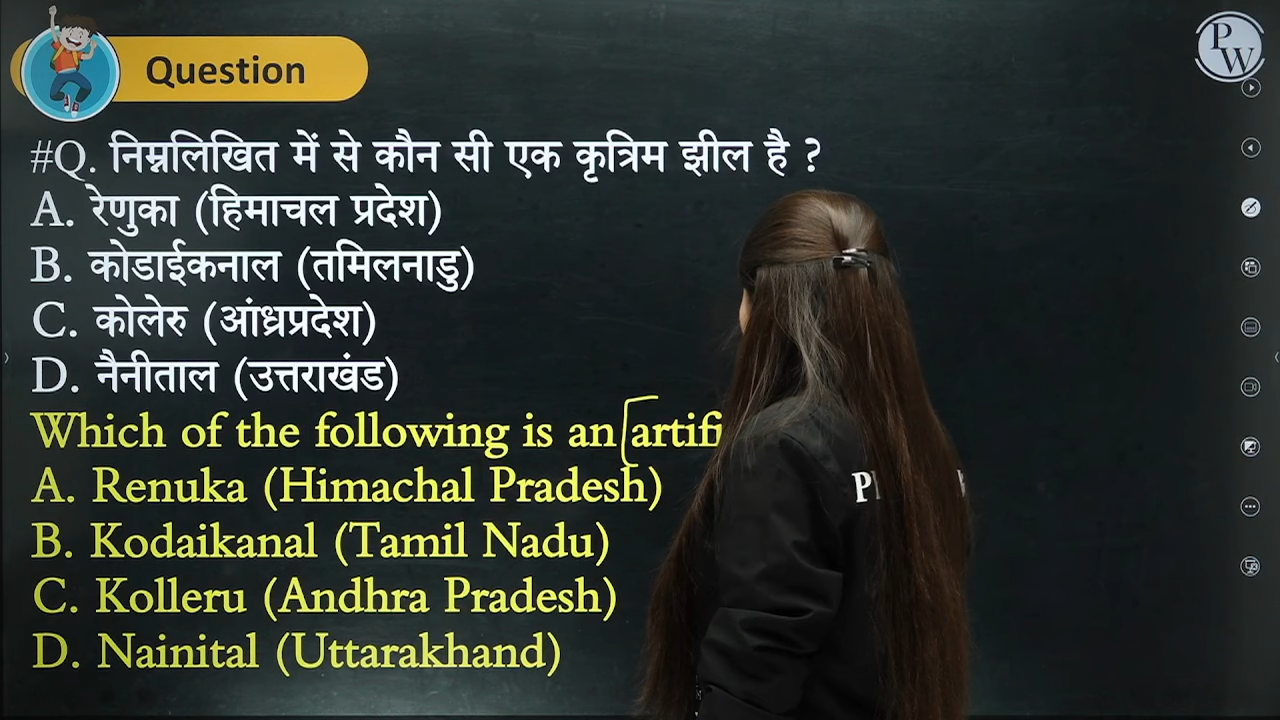 Question
PW
#Q. निम्नलिखित में से कौन सी एक कृत्रिम झील है ?
A. रेणुका (हिमाचल प्रदेश)
B. कोडाईकनाल (तमिलनाडु)
C. कोलेरु (आंध्रप्रदेश)
D. नैनीताल (उत्तराखंड)
Which of the following is an artifi
A. Renuka (Himachal Pradesh)
B. Kodaikanal (Tamil Nadu)
C. Kolleru (Andhra Pradesh)
D. Nainital (Uttarakhand)